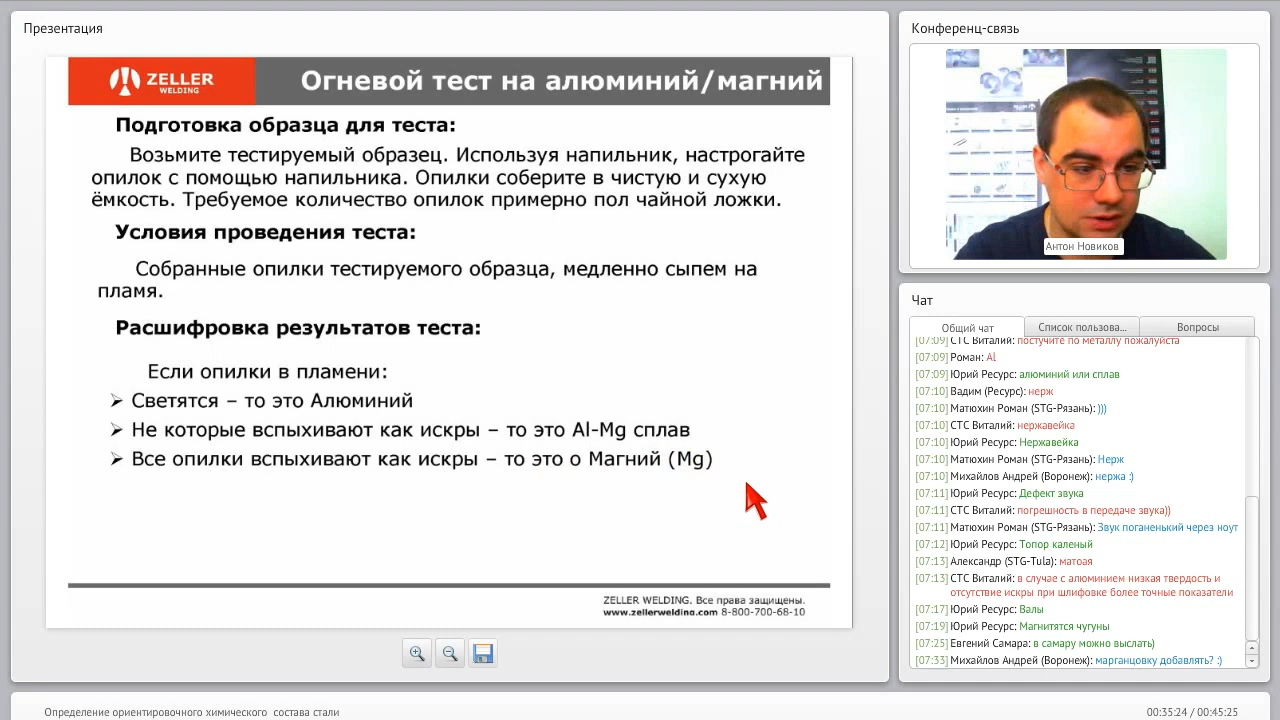 Презентация
ZELLER
WELDING
Огневой тест на алюминий/магний
Подготовка образца для теста:
Возьмите тестируемый образец. Используя напильник, настрогайте
опилок с помощью напильника. Опилки соберите в чистую и сухую
ёмкость. Требуемое количество опилок примерно пол чайной ложки.
Условия проведения теста:
Собранные опилки тестируемого образца, медленно сыпем на
пламя.
Расшифровка результатов теста:
Если опилки в пламени:
➢ Светятся – то это Алюминий
➢ Не которые вспыхивают как искры – то это Al-Mg сплав
➢ Все опилки вспыхивают как искры – то это о Магний (Mg)
ZELLER WELDING. Все права защищены.
www.zellerwelding.com 8-800-700-68-10
Конференц-связь
Антон Новиков
Чат
Общий чат
Список пользова...
Вопросы
[07:09] СТС Виталий: постучите по металлу пожалуйста
[07:09] Роман: Al
[07:09] Юрий Ресурс: алюминий или сплав
[07:10] Вадим (Ресурс): нерж
[07:10] Матюхин Роман (STG-Рязань): )))
[07:10] СТС Виталий: нержавейка
[07:10] Юрий Ресурс: Нержавейка
[07:10] Матюхин Роман (STG-Рязань): Нерж
[07:10] Михайлов Андрей (Воронеж): нержа :)
[07:11] Юрий Ресурс: Дефект звука
[07:11] СТС Виталий: погрешность в передаче звука))
[07:11] Матюхин Роман (STG-Рязань): Звук поганенький через ноут
[07:12] Юрий Ресурс: Топор каленый
[07:13] Александр (STG-Tula): матоая
[07:13] СТС Виталий: в случае с алюминием низкая твердость и
отсутствие искры при шлифовке более точные показатели
[07:17] Юрий Ресурс: Валы
[07:19] Юрий Ресурс: Магнитятся чугуны
[07:25] Евгений Самара: в самару можно выслать)
[07:33] Михайлов Андрей (Воронеж): марганцовку добавлять? :)
Определение ориентировочного химического состава стали
00:35:24 / 00:45:25